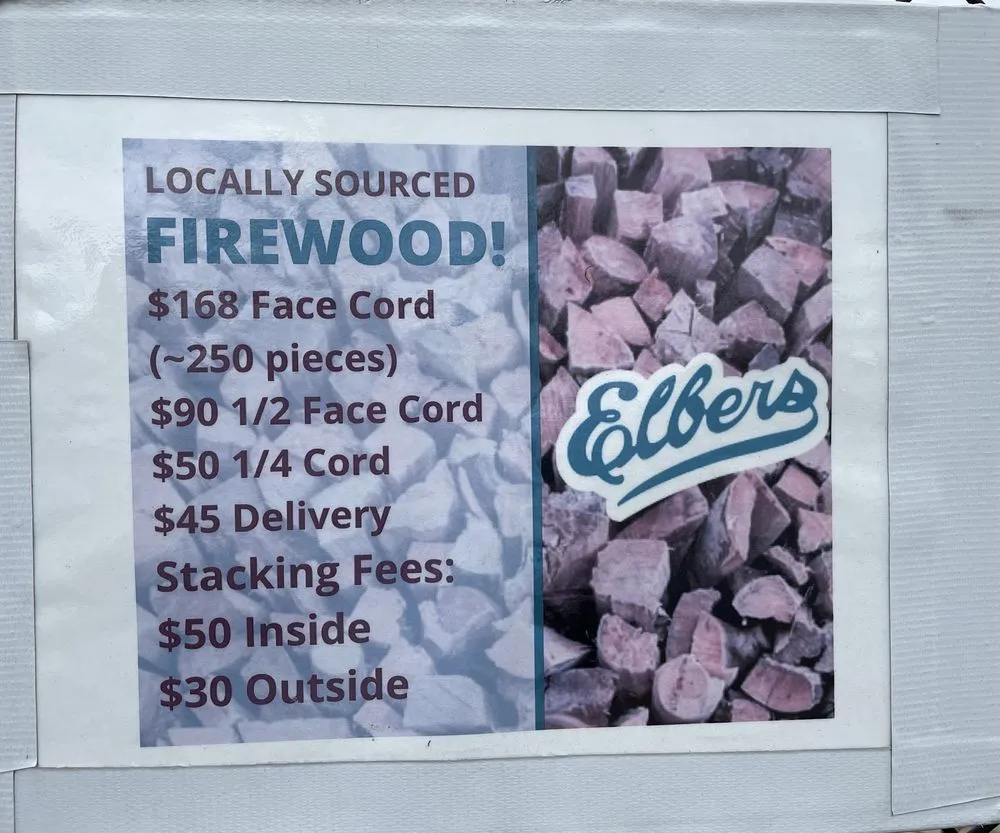 LOCALLY SOURCED
FIREWOOD!
$168 Face Cord
(~250 pieces)
$90 1/2 Face Cord
$50 1/4 Cord
$45 Delivery
Stacking Fees:
$50 Inside
$30 Outside
Elbers